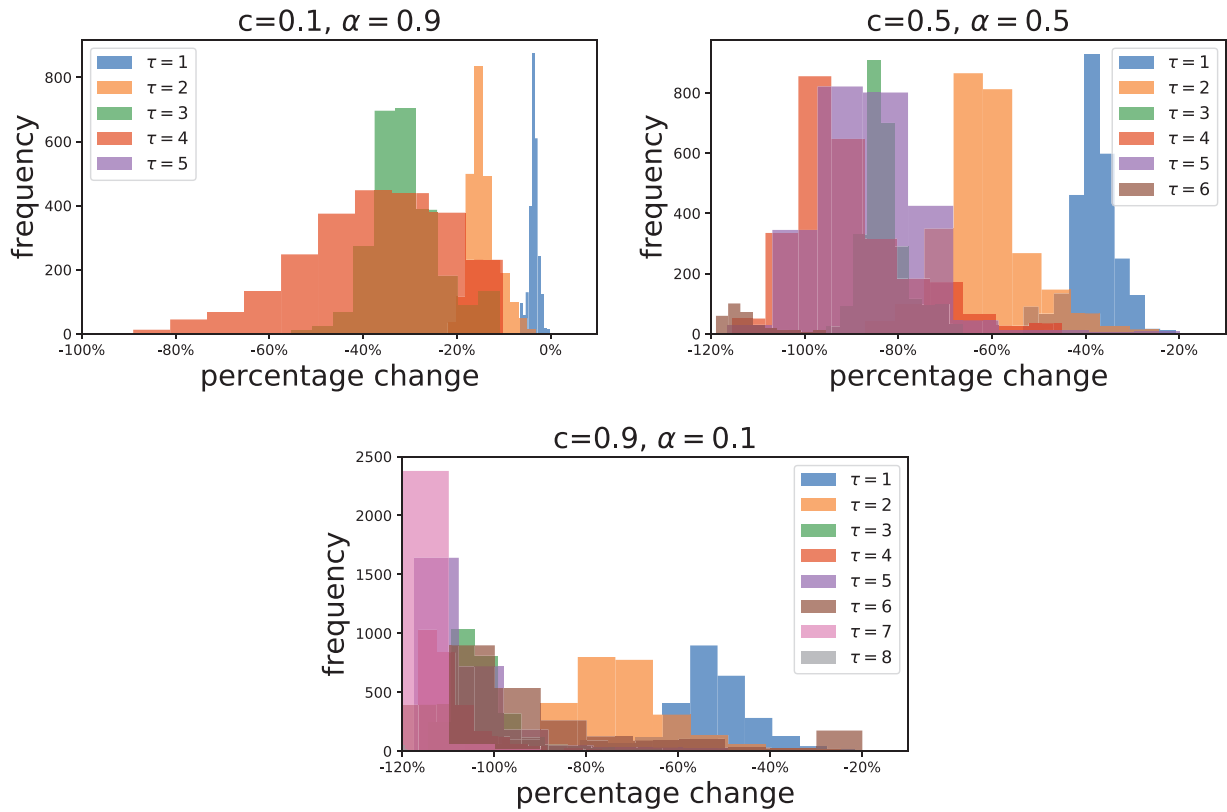 c=0.1, α = 0.9
frequency
800
600
400
200
0
τ = 1
τ = 2
τ = 3
τ = 4
τ = 5
-100%
-80%
-60%
-40%
-20%
0%
percentage change
c=0.5, α = 0.5
frequency
800
600
400
200
0
τ = 1
τ = 2
τ = 3
τ = 4
τ = 5
τ = 6
-120%
-100%
-80%
-60%
-40%
-20%
percentage change
c=0.9, α = 0.1
frequency
2500
2000
1500
1000
500
0
τ = 1
τ = 2
τ = 3
τ = 4
τ = 5
τ = 6
τ = 7
τ = 8
-120%
-100%
-80%
-60%
-40%
-20%
percentage change